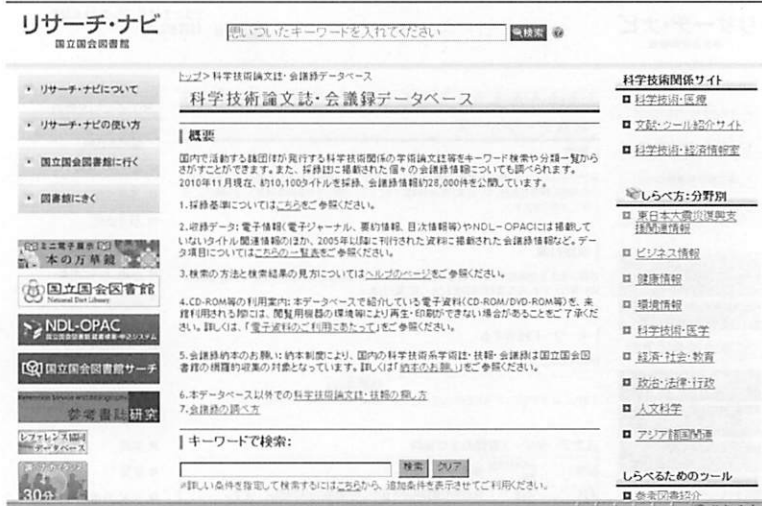 リサーチ・ナビ
国立国会図書館
思いついたキーワードを入れてください
検索
リサーチ・ナビについて
リサーチ・ナビの使い方
国立国会図書館に行く
図書館にきく
ミニ電子展示
本の万華鏡
国立国会図書館
National Diet Library
NDL-OPAC
国立国会図書館サーチ
参考書誌研究
レファレンス協同
データベース
30分
トップ>科学技術論文誌・会議録データベース
科学技術論文誌・会議録データベース
概要
国内で活動する諸団体が発行する科学技術関係の学術論文誌等をキーワード検索や分類一覧から
さがすことができます。また、採録誌に掲載された個々の会議録情報についても調べられます。
2010年11月現在、約10,100タイトルを採録、会議録情報約28,000件を公開しています。
1.採録基準についてはこちらをご参照ください。
2.収録データ:電子情報(電子ジャーナル、要約情報、目次情報等)やNDL-OPACには掲載して
いないタイトル関連情報のほか、2005年以降に刊行された資料に掲載された会議録情報など。デー
タ項目についてはこちらの一覧表をご参照ください。
3.検索の方法と検索結果の見方についてはヘルプのページをご参照ください。
4.CD-ROM等の利用案内:本データベースで紹介している電子資料(CD-ROM/DVD-ROM等)を、来
館利用される際には、閲覧用機器の環境等により再生・印刷ができない場合があることをご了承くだ
さい。詳しくは、「電子資料のご利用にあたって」をご参照ください。
5.会議録納本のお願い:納本制度により、国内の科学技術系学術誌・技報・会議録は国立国会図
書館の網羅的収集の対象となっています。詳しくは「納本のお願い」をご参照ください。
6.本データベース以外での科学技術論文誌・技報の探し方
7.会議録の調べ方
キーワードで検索:
検索 クリア
※詳しい条件を指定して検索するにはこちらから、追加条件を表示させてご利用ください。
科学技術関係サイト
科学技術・医療
文献・ツール紹介サイト
科学技術・経済情報室
しらべ方:分野別
東日本大震災復興支
援関連情報
ビジネス情報
健康情報
環境情報
科学技術・医学
経済・社会・教育
政治・法律・行政
人文科学
アジア諸国関連
しらべるためのツール
参考図書紹介